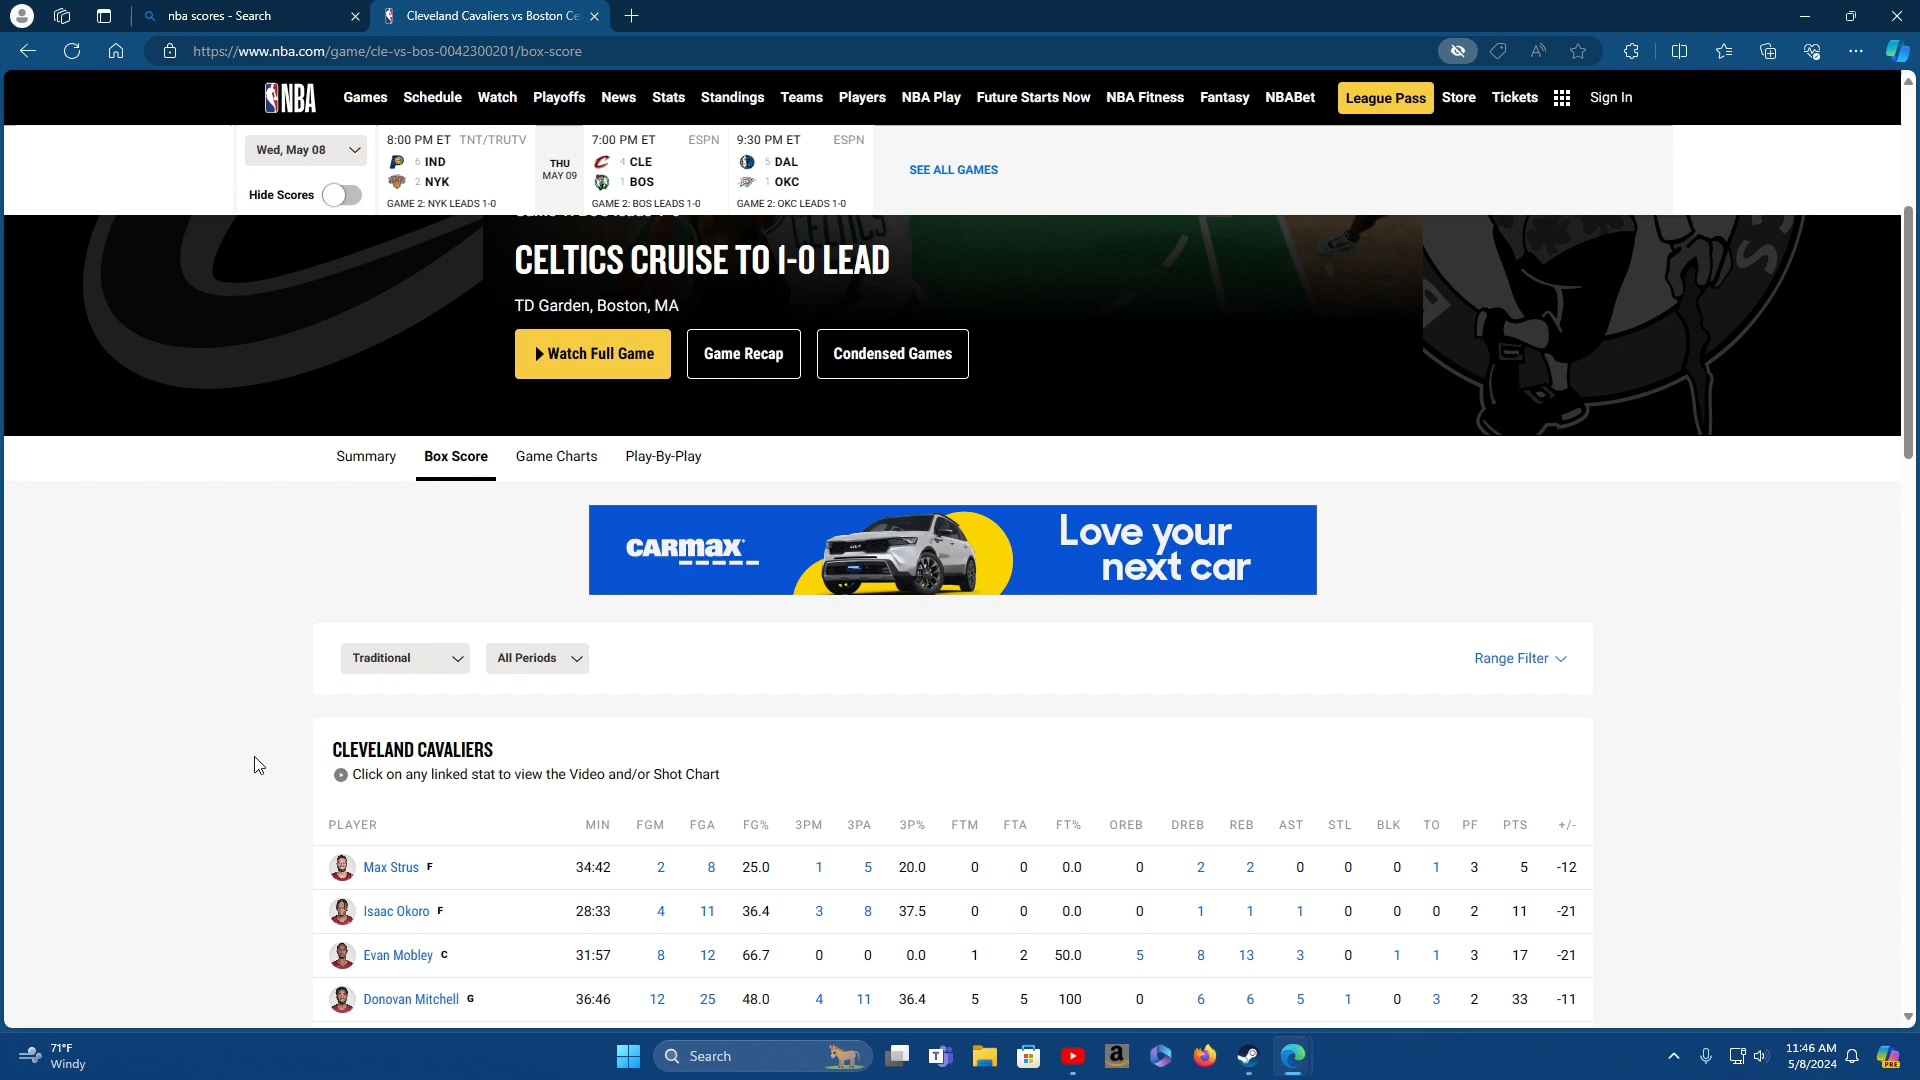 nba scores - Search
Cleveland Cavaliers vs Boston Ce
https://www.nba.com/game/cle-vs-bos-0042300201/box-score
NBA Games Schedule Watch Playoffs News Stats Standings Teams Players NBA Play Future Starts Now NBA Fitness Fantasy NBABet League Pass Store Tickets Sign In
Wed, May 08
Hide Scores
8:00 PM ET TNT/TRUTV
6 IND
2 NYK
GAME 2: NYK LEADS 1-0
THU
MAY 09
7:00 PM ET ESPN
4 CLE
1 BOS
GAME 2: BOS LEADS 1-0
9:30 PM ET ESPN
5 DAL
1 OKC
GAME 2: OKC LEADS 1-0
SEE ALL GAMES
CELTICS CRUISE TO 1-0 LEAD
TD Garden, Boston, MA
Watch Full Game Game Recap Condensed Games
Summary Box Score Game Charts Play-By-Play
CARMAX
Love your
next car
Traditional All Periods Range Filter
CLEVELAND CAVALIERS
Click on any linked stat to view the Video and/or Shot Chart
PLAYER MIN FGM FGA FG% 3PM 3PA 3P% FTM FTA FT% OREB DREB REB AST STL BLK TO PF PTS +/-
Max Strus F 34:42 2 8 25.0 1 5 20.0 0 0 0.0 0 2 2 0 0 0 1 3 5 -12
Isaac Okoro F 28:33 4 11 36.4 3 8 37.5 0 0 0.0 0 1 1 1 0 0 0 2 11 -21
Evan Mobley C 31:57 8 12 66.7 0 0 0.0 1 2 50.0 5 8 13 3 0 1 1 3 17 -21
Donovan Mitchell G 36:46 12 25 48.0 4 11 36.4 5 5 100 0 6 6 5 1 0 3 2 33 -11
71°F
Windy
Search
11:46 AM
5/8/2024